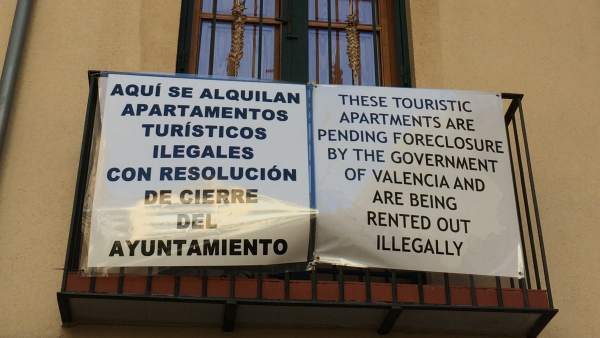 AQUÍ SE ALQUILAN
APARTAMENTOS
TURÍSTICOS
ILEGALES
CON RESOLUCIÓN
DE CIERRE
DEL
AYUNTAMIENTO
THESE TOURISTIC
APARTMENTS ARE
PENDING FORECLOSURE
BY THE GOVERNMENT
OF VALENCIA AND
ARE BEING
RENTED OUT
ILLEGALLY